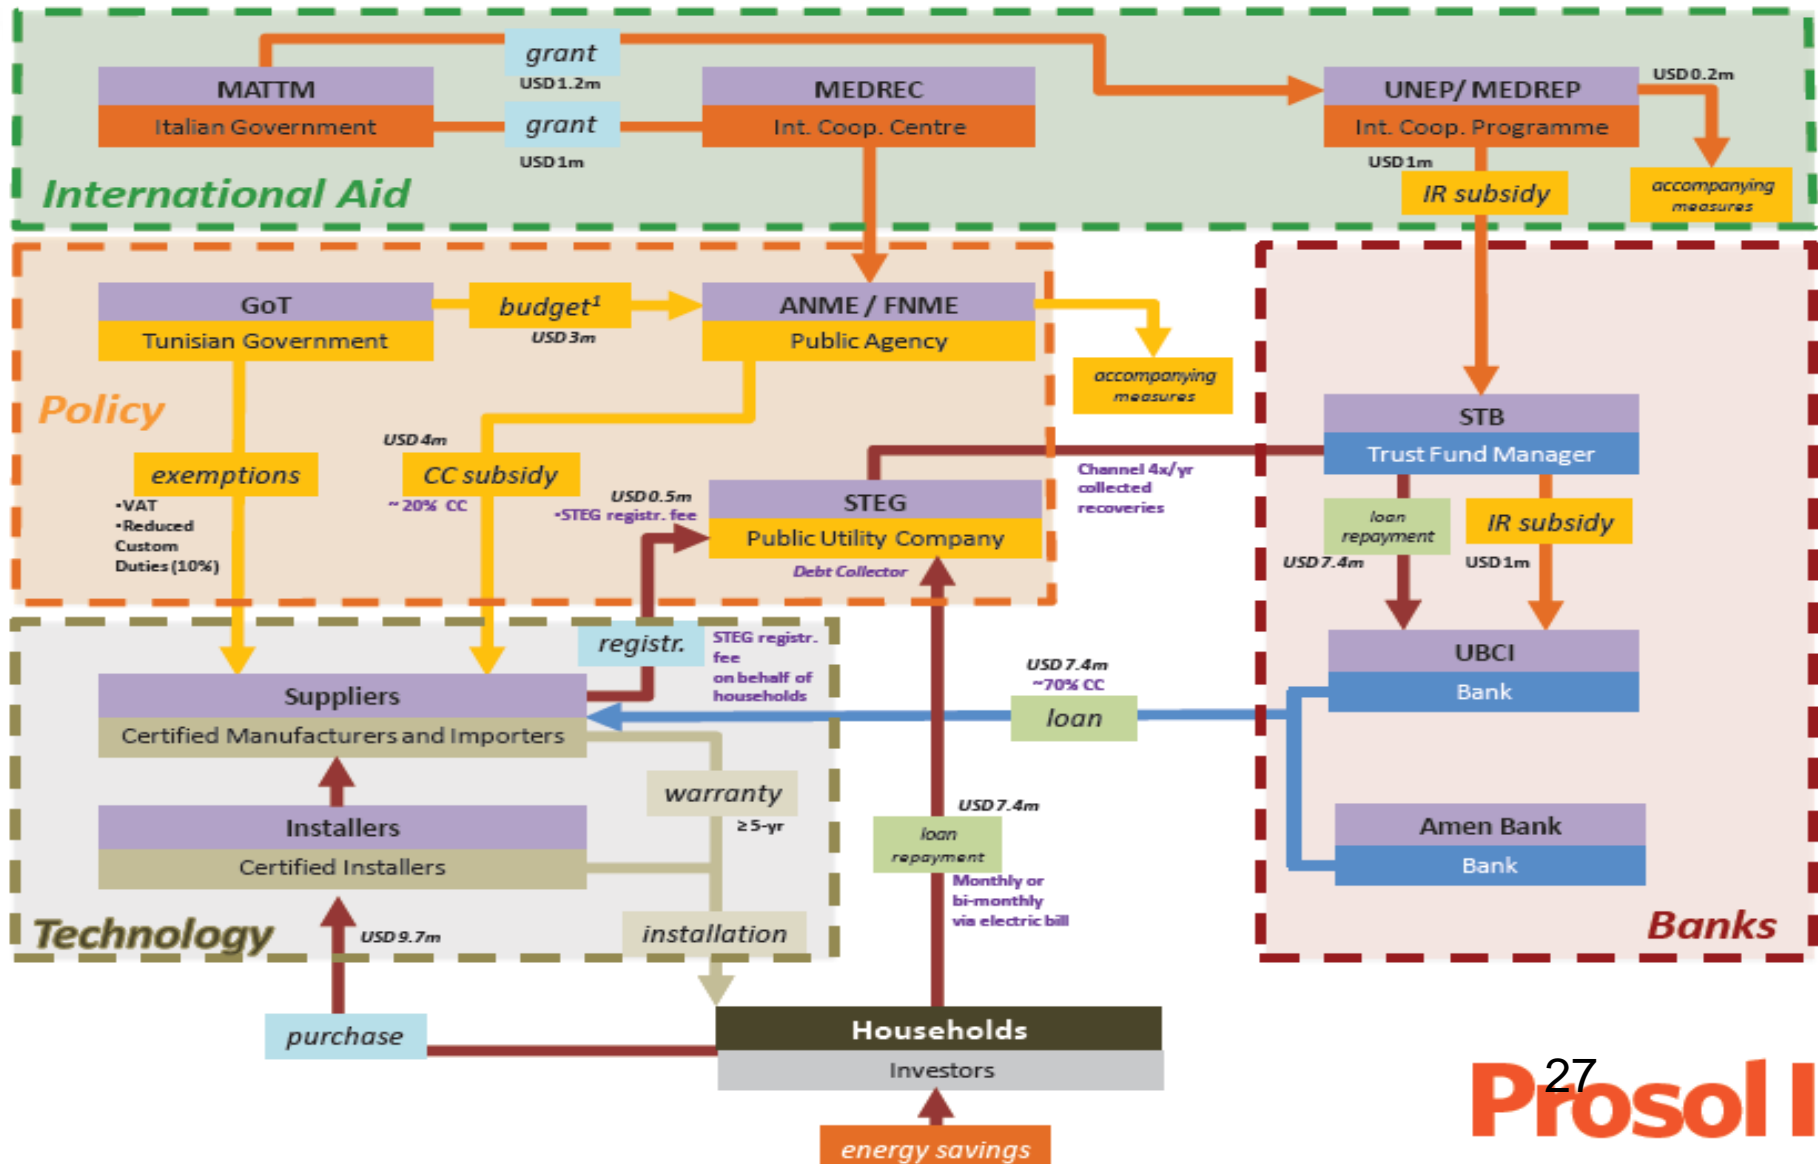 grant
USD 1.2m
MATTM
Italian Government
grant
USD 1m
MEDREC
Int. Coop. Centre
UNEP/ MEDREP
Int. Coop. Programme
USD 0.2m
USD 1m
IR subsidy
accompanying
measures
International Aid
GoT
Tunisian Government
budget¹
USD 3m
ANME / FNME
Public Agency
accompanying
measures
Policy
exemptions
•VAT
•Reduced
Custom
Duties (10%)
USD 4m
CC subsidy
~ 20% CC
USD 0.5m
•STEG registr. fee
STEG
Public Utility Company
Debt Collector
Channel 4x/yr
collected
recoveries
STB
Trust Fund Manager
loan
repayment
USD 7.4m
IR subsidy
USD 1m
UBCI
Bank
Amen Bank
Bank
Banks
registr.
STEG registr.
fee
on behalf of
households
USD 7.4m
~70% CC
loan
Suppliers
Certified Manufacturers and Importers
warranty
≥ 5-yr
Installers
Certified Installers
installation
Technology
USD 9.7m
USD 7.4m
loan
repayment
Monthly or
bi-monthly
via electric bill
purchase
Households
Investors
energy savings
27
Prosol I